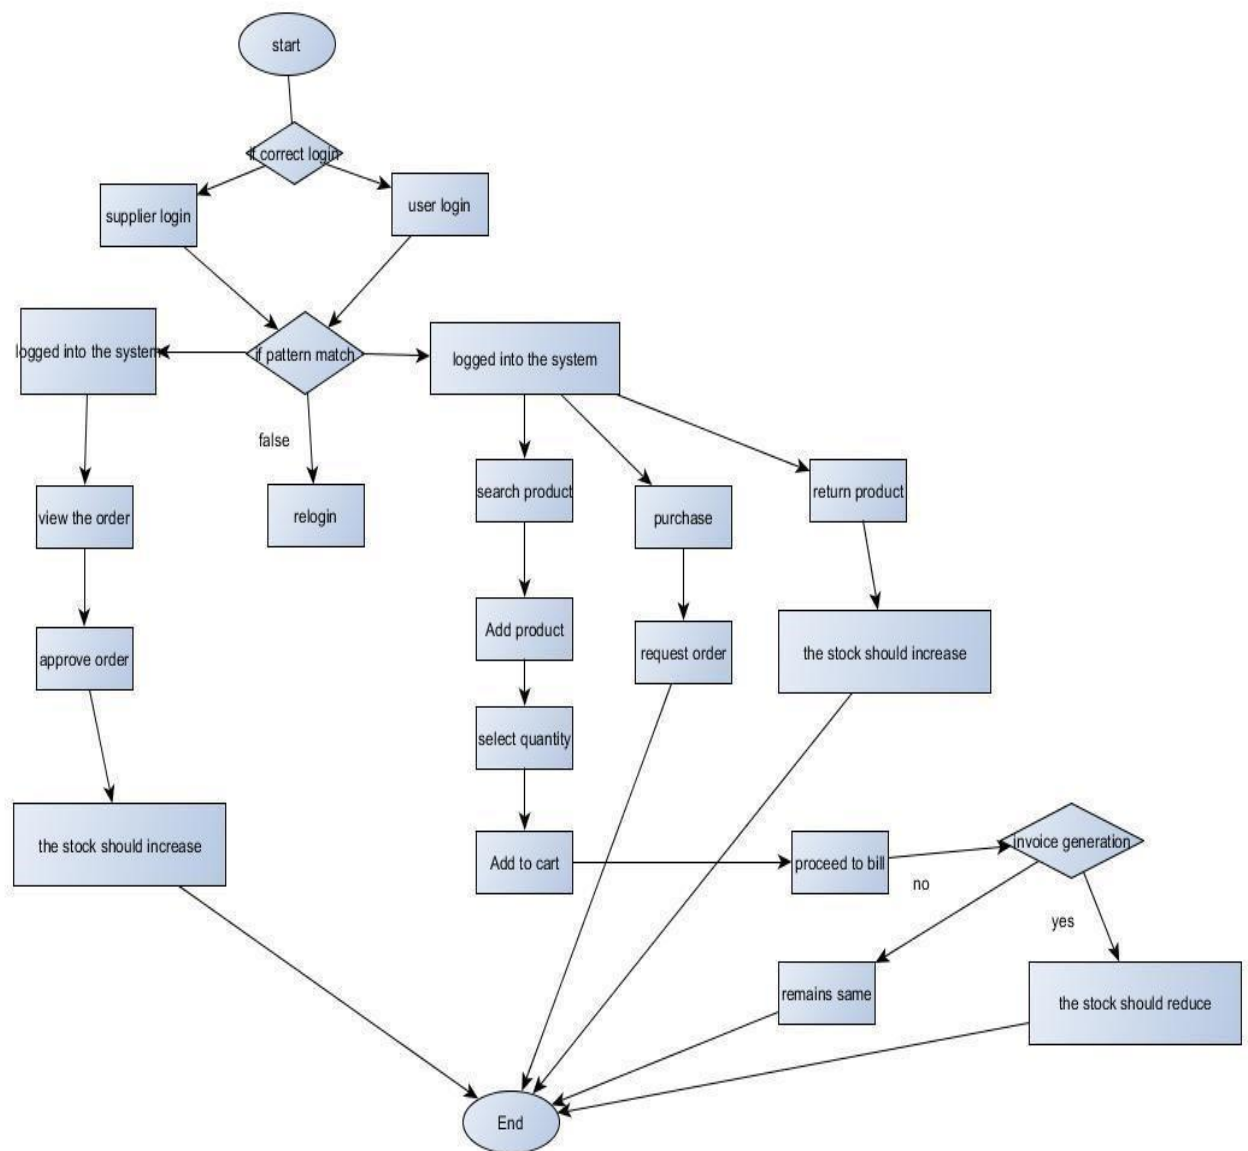 start
if correct login
supplier login
user login
logged into the system
if pattern match
logged into the system
false
relogin
view the order
search product
purchase
return product
approve order
Add product
request order
the stock should increase
select quantity
the stock should increase
Add to cart
proceed to bill
invoice generation
no
yes
remains same
the stock should reduce
End